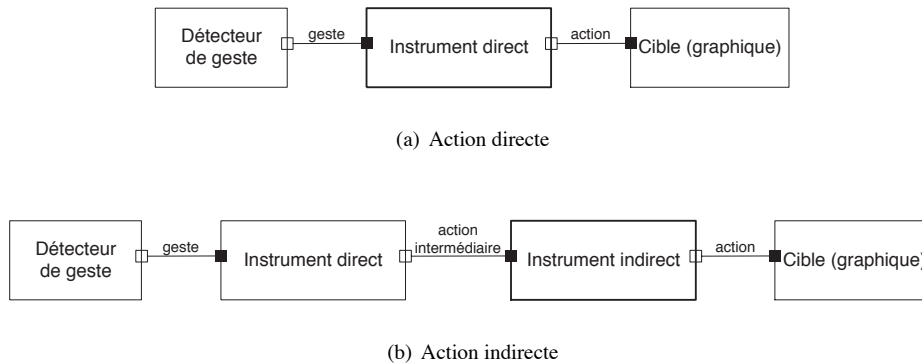 Détecteur
de geste
geste
Instrument direct
action
Cible (graphique)
(a) Action directe
Détecteur
de geste
geste
Instrument direct
action
intermédiaire
Instrument indirect
action
Cible (graphique)
(b) Action indirecte